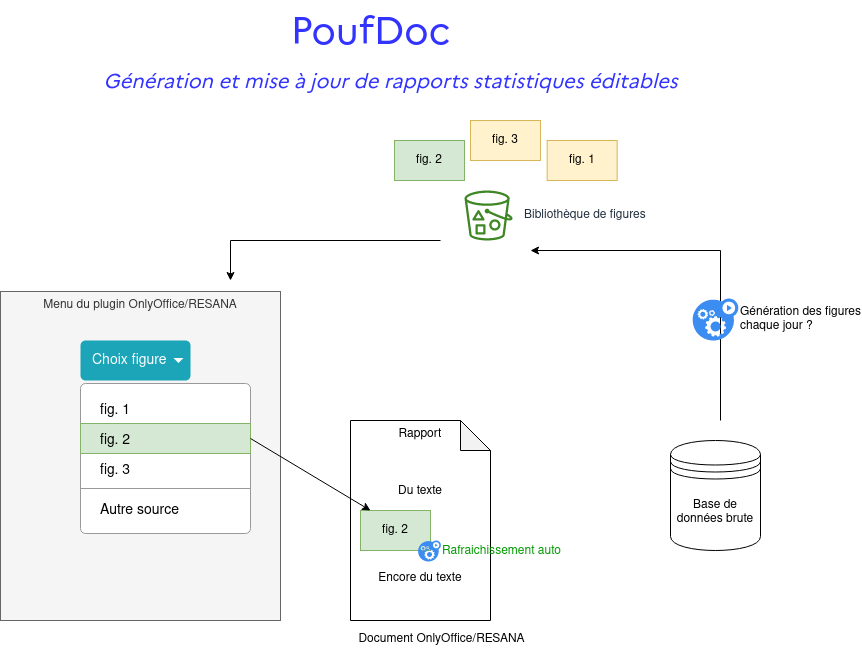 PoufDoc
Génération et mise à jour de rapports statistiques éditables
fig. 3
fig. 2
fig. 1
Bibliothèque de figures
Menu du plugin OnlyOffice/RESANA
Génération des figures
chaque jour ?
Choix figure
fig. 1
fig. 2
fig. 3
Autre source
Rapport
Du texte
fig. 2
Rafraichissement auto
Encore du texte
Base de
données brute
Document OnlyOffice/RESANA